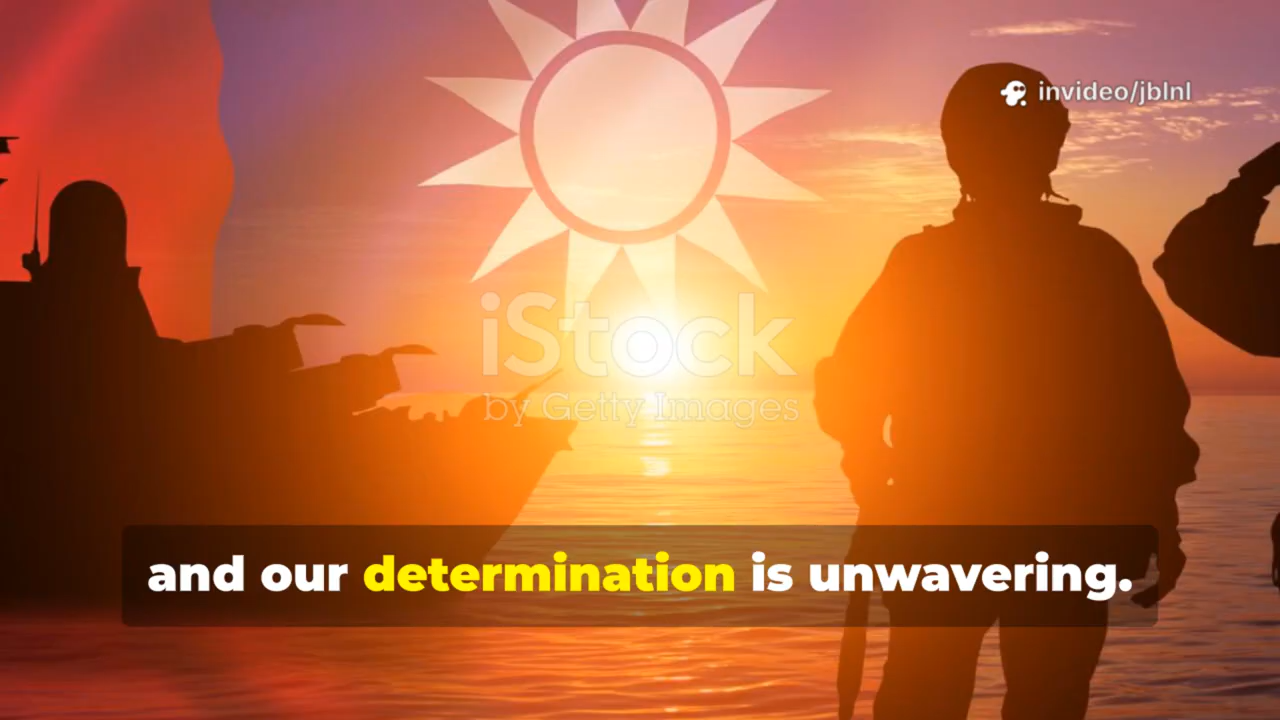 invideo/jblnl
iStock
by Getty Images
and our determination is unwavering.